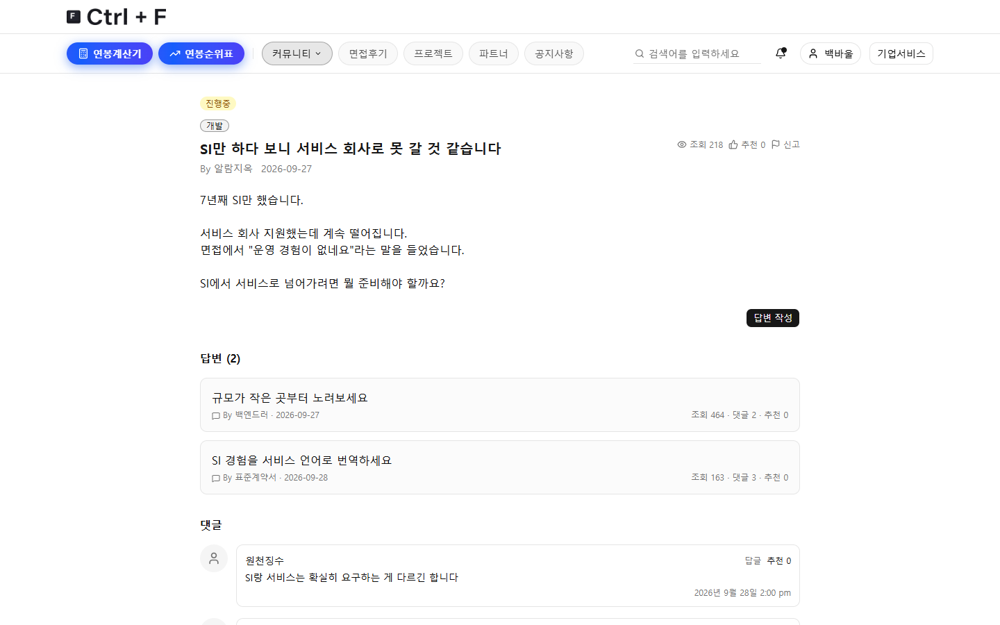 F Ctrl + F
연봉계산기
연봉순위표
커뮤니티
면접후기
프로젝트
파트너
공지사항
검색어를 입력하세요
백바울
기업서비스
진행중
개발
SI만 하다 보니 서비스 회사로 못 갈 것 같습니다
조회 218 추천 0 신고
By 알람지옥 2026-09-27
7년째 SI만 했습니다.
서비스 회사 지원했는데 계속 떨어집니다.
면접에서 "운영 경험이 없네요"라는 말을 들었습니다.
SI에서 서비스로 넘어가려면 뭘 준비해야 할까요?
답변 작성
답변 (2)
규모가 작은 곳부터 노려보세요
By 백엔드러 · 2026-09-27
조회 464 · 댓글 2 · 추천 0
SI 경험을 서비스 언어로 번역하세요
By 표준계약서 · 2026-09-28
조회 163 · 댓글 3 · 추천 0
댓글
원천징수
답글 추천 0
SI랑 서비스는 확실히 요구하는 게 다르긴 합니다
2026년 9월 28일 2:00 pm